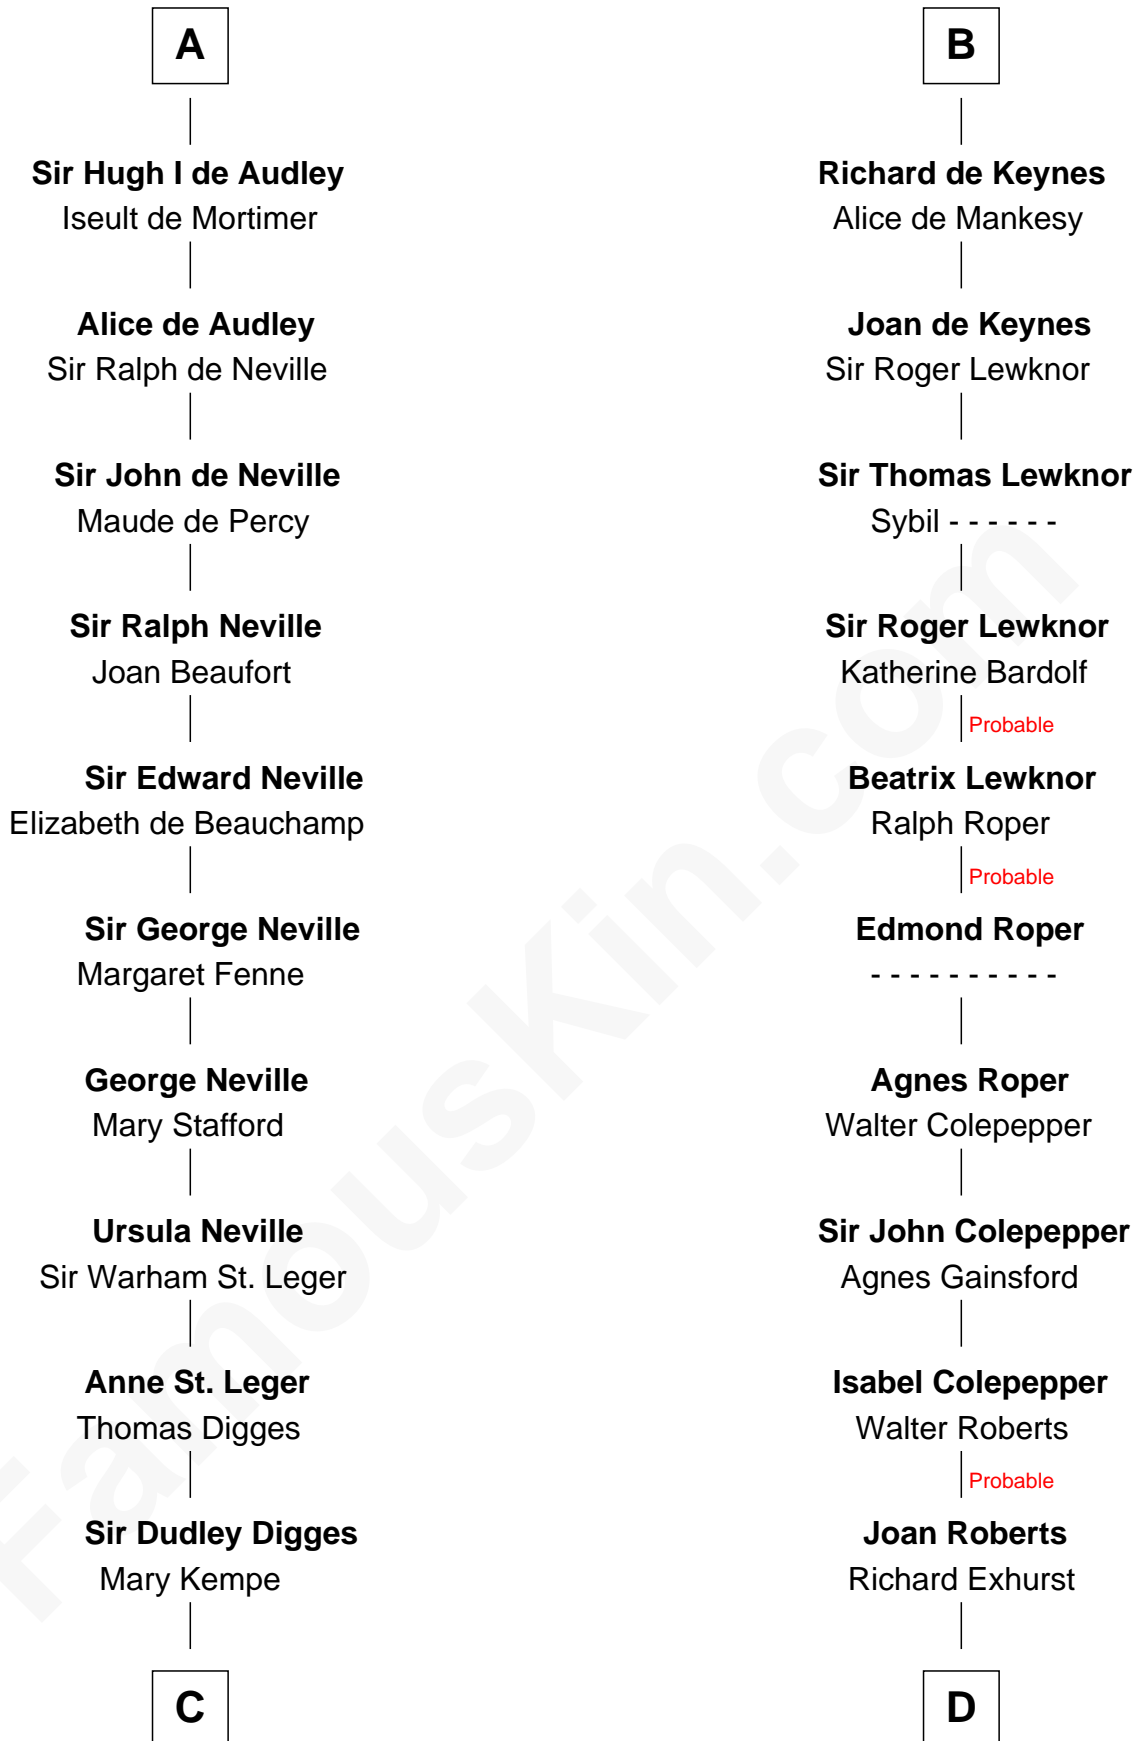 A
Sir Hugh I de Audley
Iseult de Mortimer
Alice de Audley
Sir Ralph de Neville
Sir John de Neville
Maude de Percy
Sir Ralph Neville
Joan Beaufort
Sir Edward Neville
Elizabeth de Beauchamp
Sir George Neville
Margaret Fenne
George Neville
Mary Stafford
Ursula Neville
Sir Warham St. Leger
Anne St. Leger
Thomas Digges
Sir Dudley Digges
Mary Kempe
C
B
Richard de Keynes
Alice de Mankesy
Joan de Keynes
Sir Roger Lewknor
Sir Thomas Lewknor
Sybil - - - - - -
Sir Roger Lewknor
Katherine Bardolf
Probable
Beatrix Lewknor
Ralph Roper
Probable
Edmond Roper
- - - - - - - - - -
Agnes Roper
Walter Colepepper
Sir John Colepepper
Agnes Gainsford
Isabel Colepepper
Walter Roberts
Probable
Joan Roberts
Richard Exhurst
D
FamousKin.com